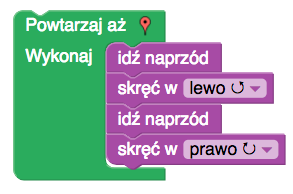 Powtarzaj aż
Wykonaj idź naprzód
skręć w lewo ↺
idź naprzód
skręć w prawo ↻